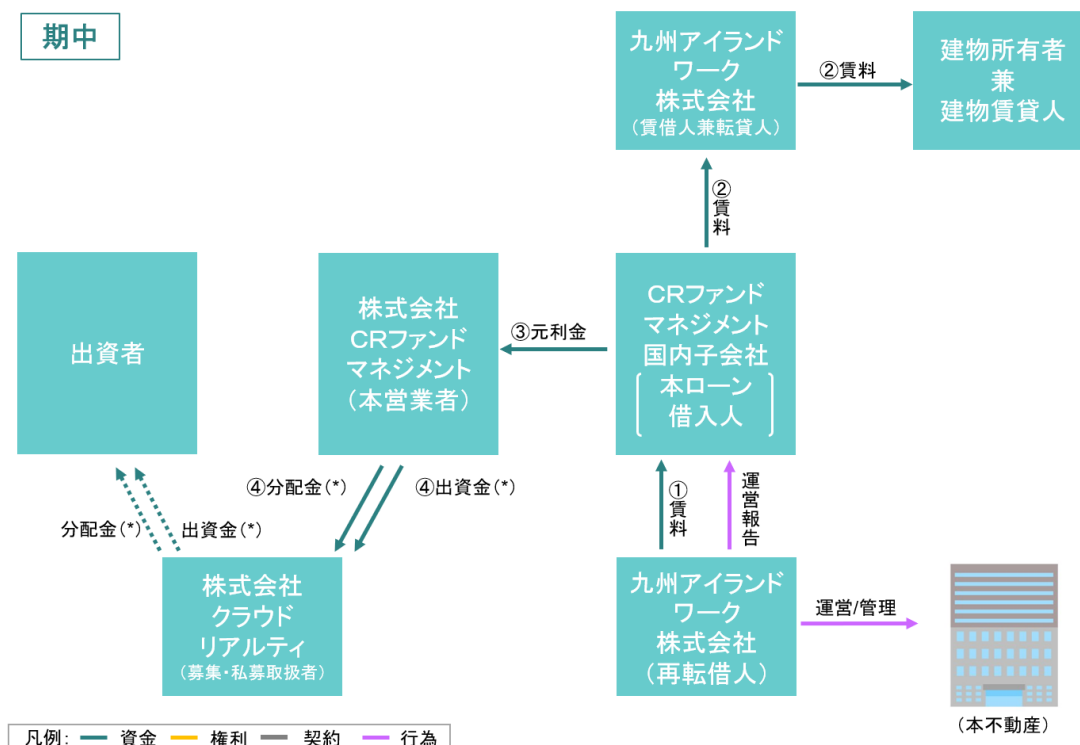 期中
九州アイランド
ワーク
株式会社
(賃借人兼転貸人)
②賃料
建物所有者
兼
建物賃貸人
②賃料
出資者
株式会社
CRファンド
マネジメント
(本営業者)
③元利金
CRファンド
マネジメント
国内子会社
本ローン
借入人
④分配金(*)
④出資金(*)
①賃料
運営報告
分配金(*)
出資金(*)
株式会社
クラウド
リアルティ
(募集・私募取扱者)
九州アイランド
ワーク
株式会社
(再転借人)
運営/管理
(本不動産)
凡例: 資金 権利 契約 行為